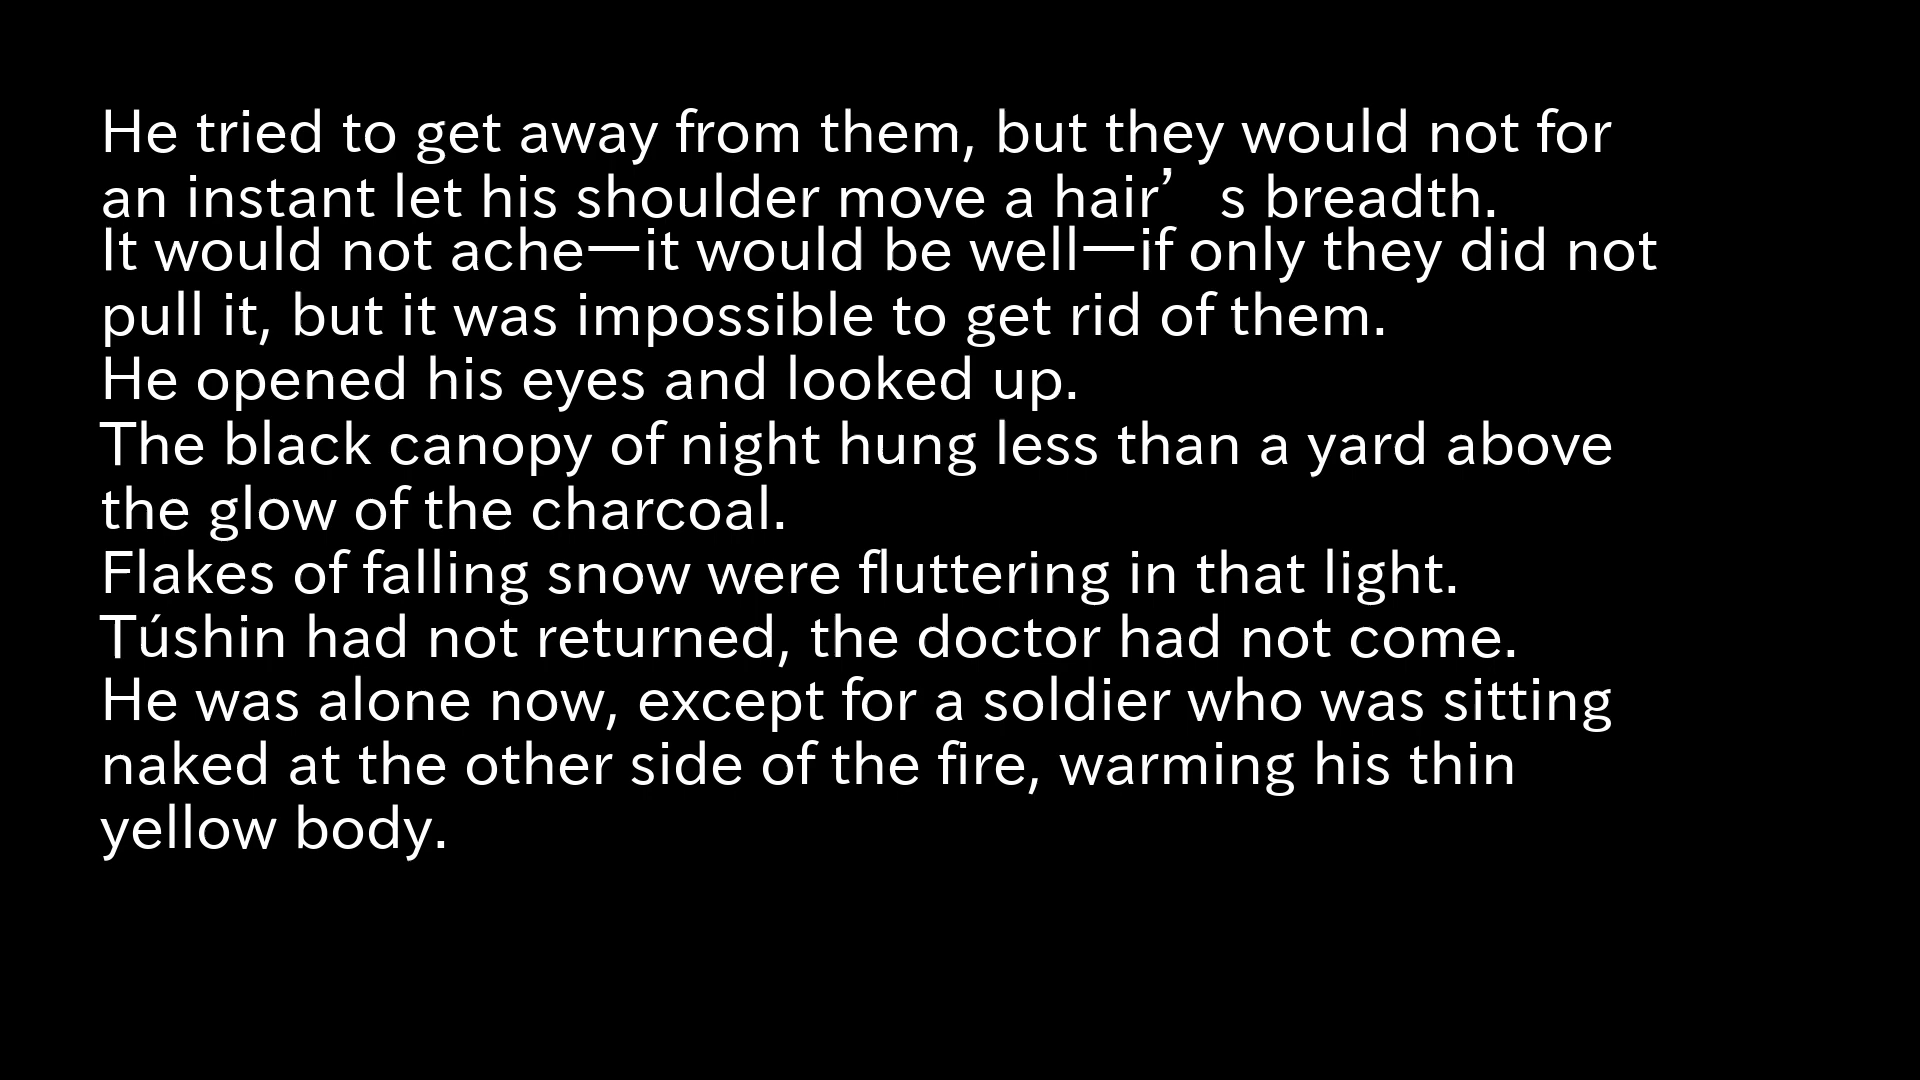 He tried to get away from them, but they would not for
an instant let his shoulder move a hair’s breadth.
It would not ache—it would be well—if only they did not
pull it, but it was impossible to get rid of them.
He opened his eyes and looked up.
The black canopy of night hung less than a yard above
the glow of the charcoal.
Flakes of falling snow were fluttering in that light.
Túshin had not returned, the doctor had not come.
He was alone now, except for a soldier who was sitting
naked at the other side of the fire, warming his thin
yellow body.